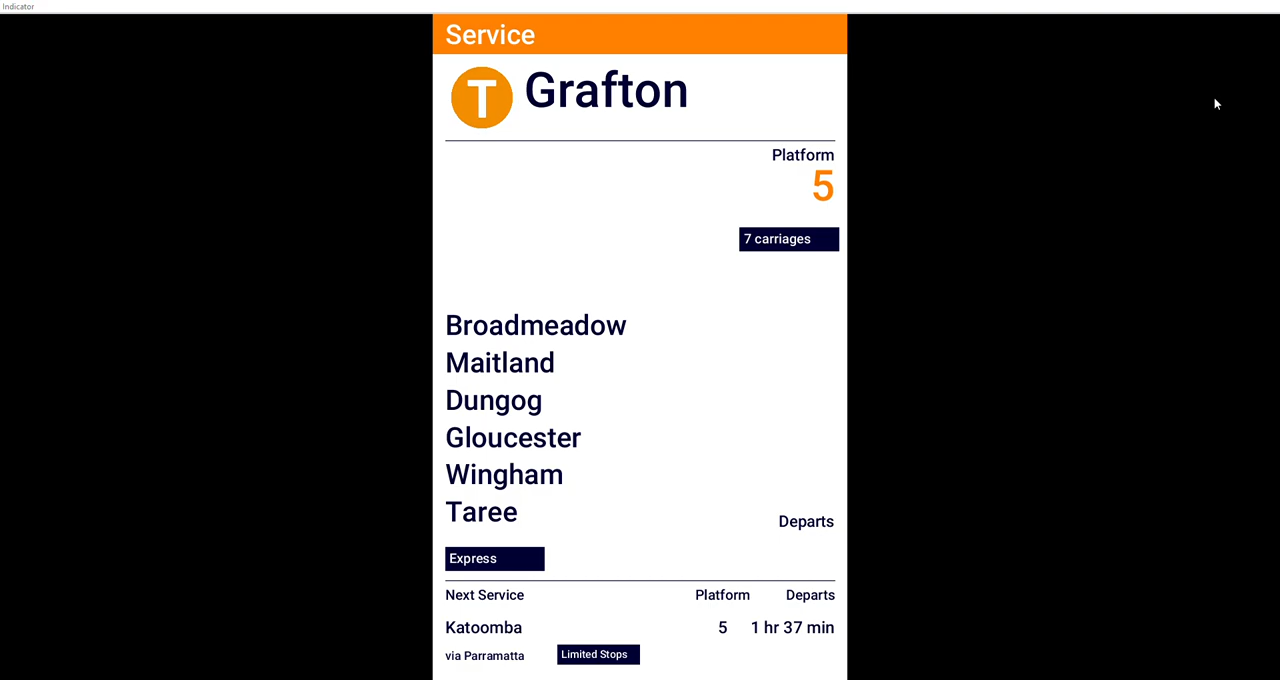 Indicator
Service
T Grafton
Platform
5
7 carriages
Broadmeadow
Maitland
Dungog
Gloucester
Wingham
Taree
Departs
Express
Next Service Platform Departs
Katoomba 5 1 hr 37 min
via Parramatta Limited Stops